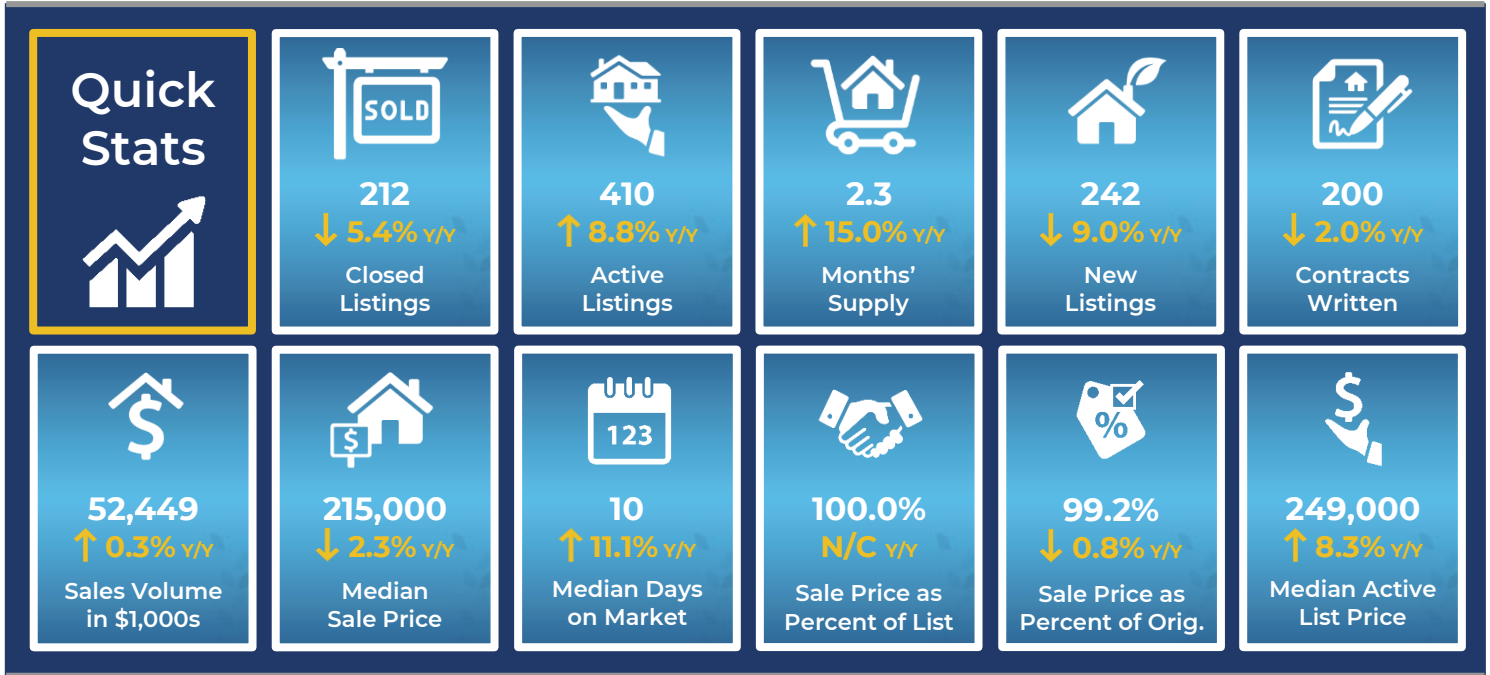 Quick
Stats
SOLD
212
↓ 5.4% Y/Y
Closed
Listings
410
↑ 8.8% Y/Y
Active
Listings
2.3
↑ 15.0% Y/Y
Months’
Supply
242
↓ 9.0% Y/Y
New
Listings
200
↓ 2.0% Y/Y
Contracts
Written
$
52,449
↑ 0.3% Y/Y
Sales Volume
in $1,000s
$
215,000
↓ 2.3% Y/Y
Median
Sale Price
123
10
↑ 11.1% Y/Y
Median Days
on Market
100.0%
N/C Y/Y
Sale Price as
Percent of List
%
99.2%
↓ 0.8% Y/Y
Sale Price as
Percent of Orig.
$
249,000
↑ 8.3% Y/Y
Median Active
List Price